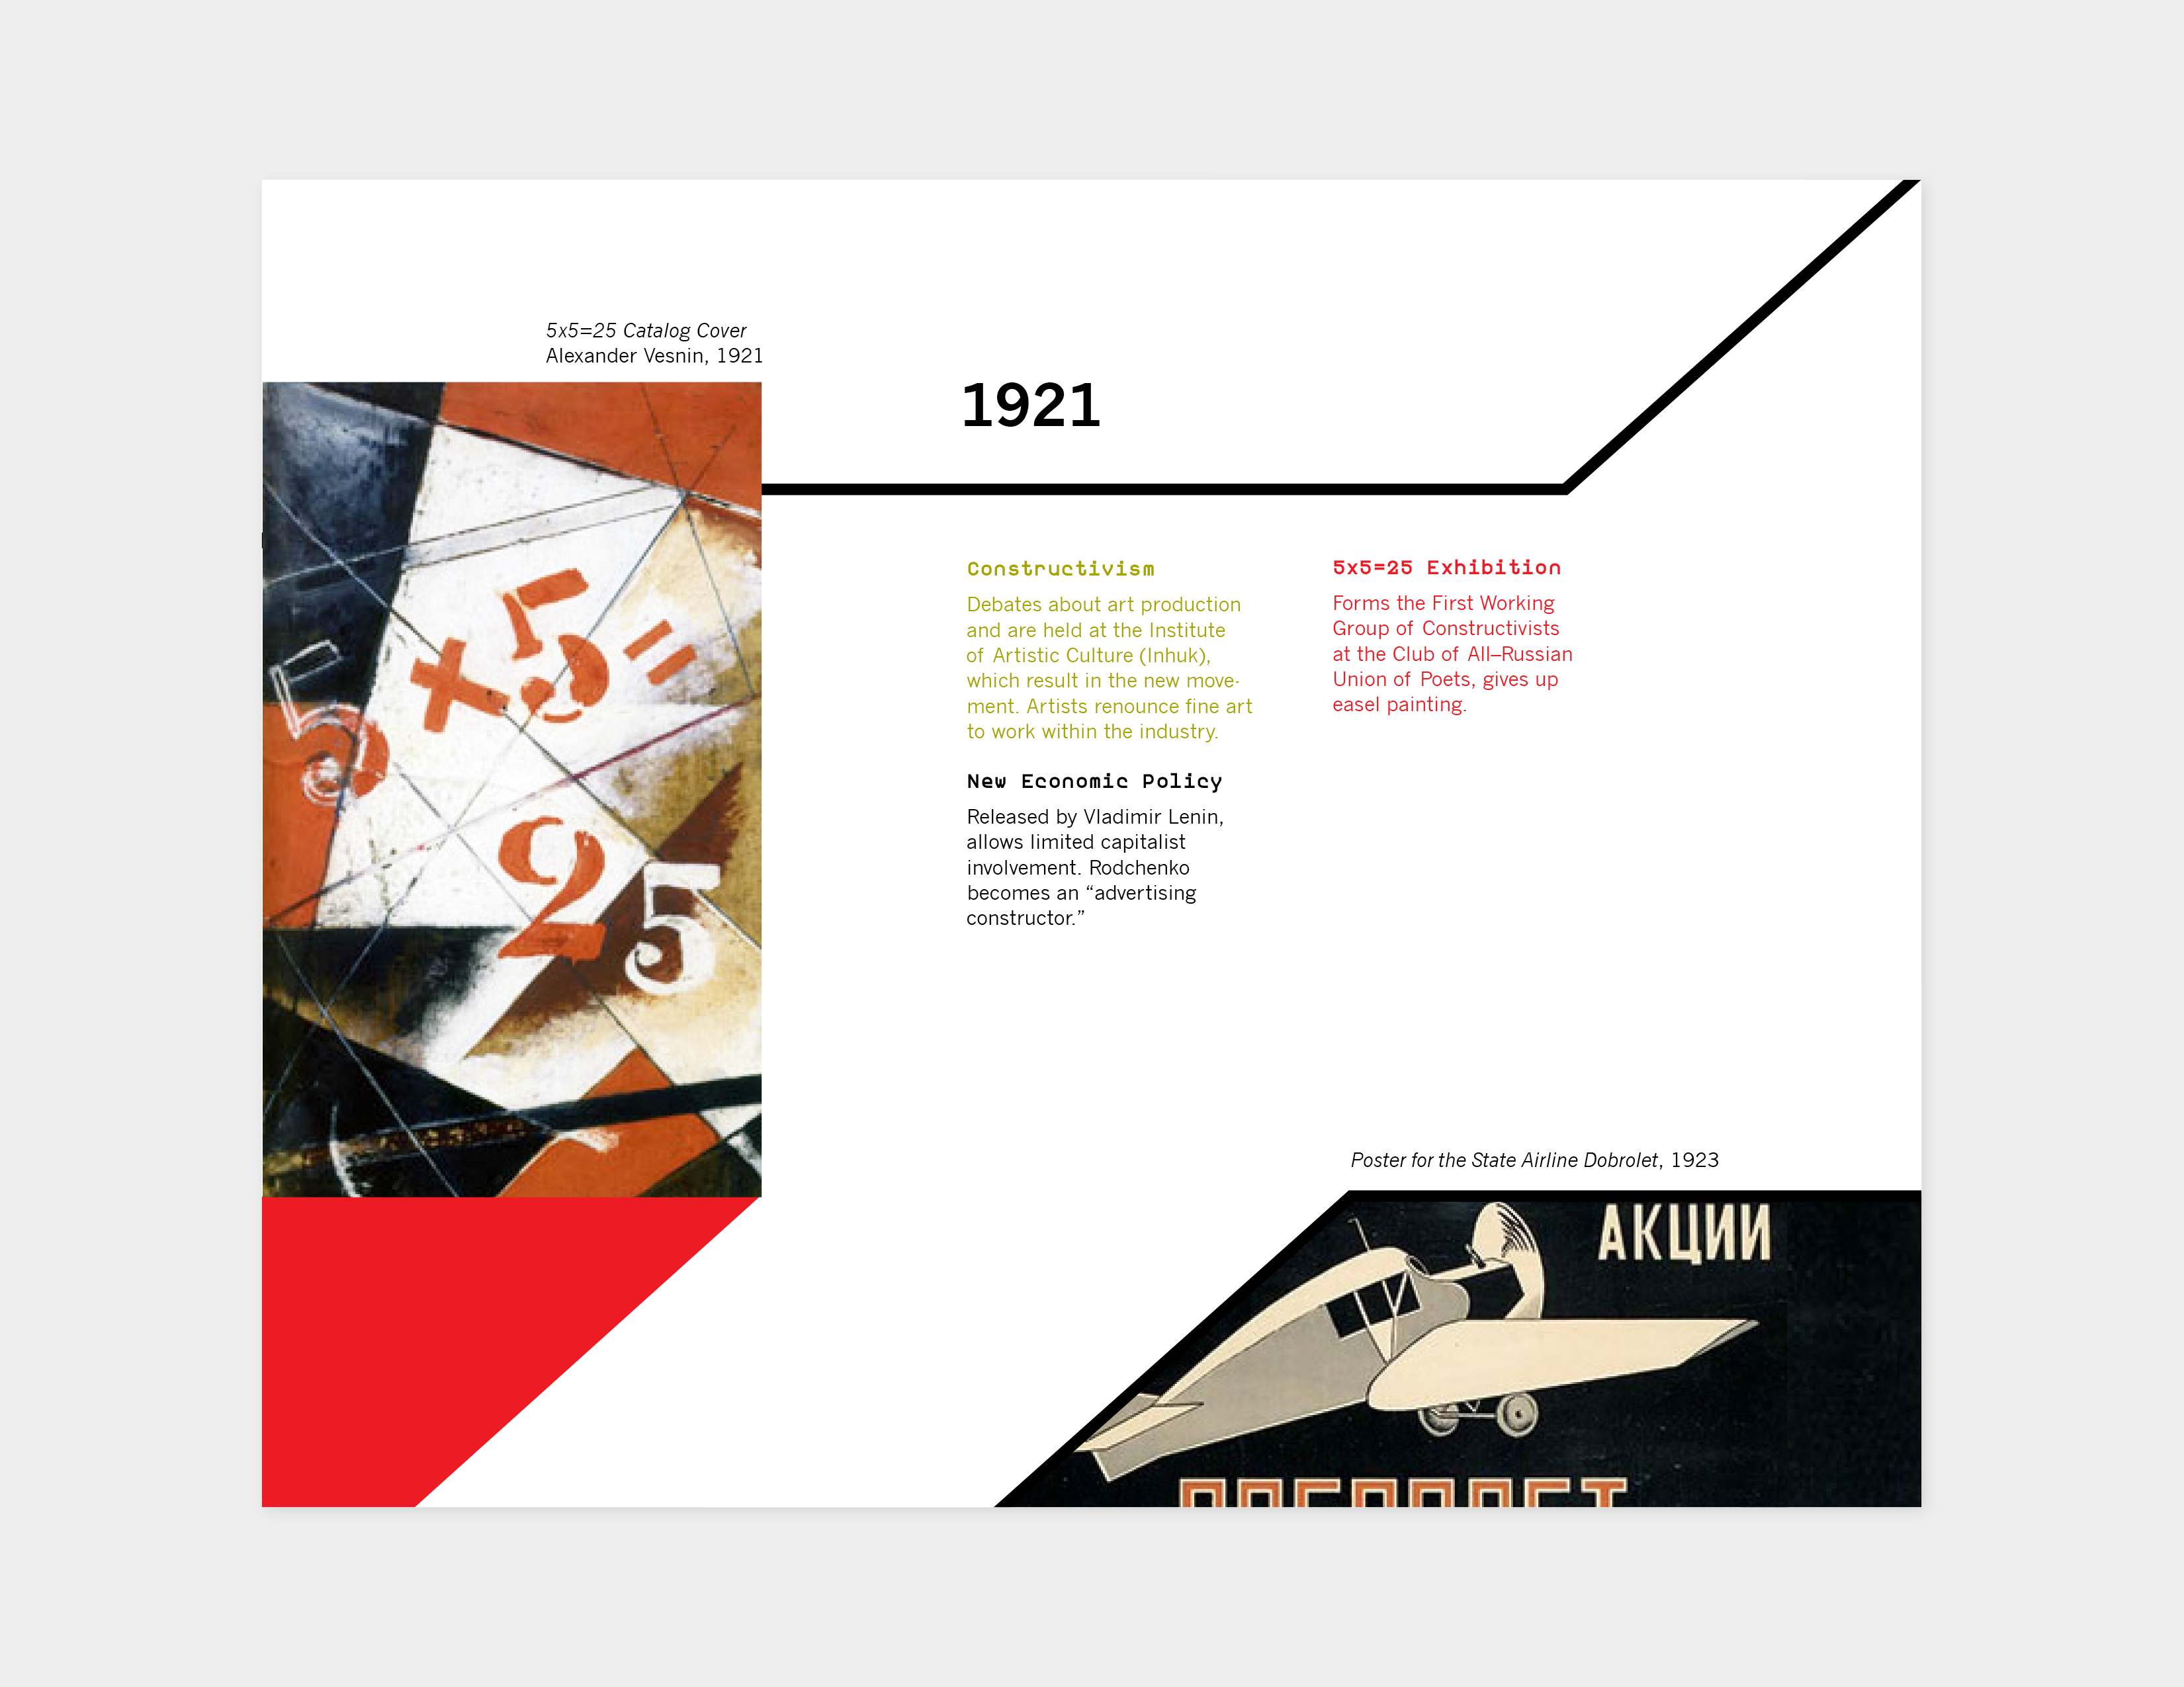 5x5=25 Catalog Cover
Alexander Vesnin, 1921
5
x
5=
25
1921
Constructivism
Debates about art production
and are held at the Institute
of Artistic Culture (Inhuk),
which result in the new move-
ment. Artists renounce fine art
to work within the industry.
New Economic Policy
Released by Vladimir Lenin,
allows limited capitalist
involvement. Rodchenko
becomes an “advertising
constructor.”
5x5=25 Exhibition
Forms the First Working
Group of Constructivists
at the Club of All–Russian
Union of Poets, gives up
easel painting.
Poster for the State Airline Dobrolet, 1923
АКЦИИ